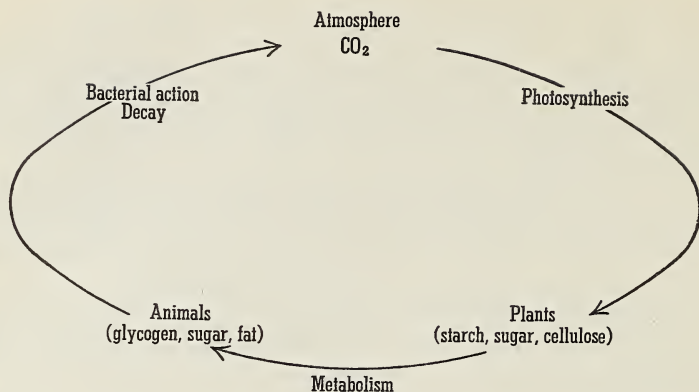 Atmosphere
CO₂
Bacterial action
Decay
Photosynthesis
Animals
(glycogen, sugar, fat)
Plants
(starch, sugar, cellulose)
Metabolism